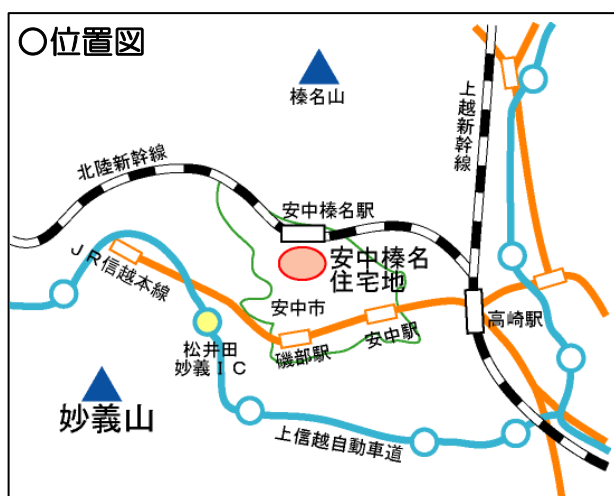 ○位置図
榛名山
上越新幹線
北陸新幹線
安中榛名駅
安中榛名
住宅地
ＪＲ信越本線
安中市
安中駅
高崎駅
磯部駅
松井田
妙義ＩＣ
妙義山
上信越自動車道